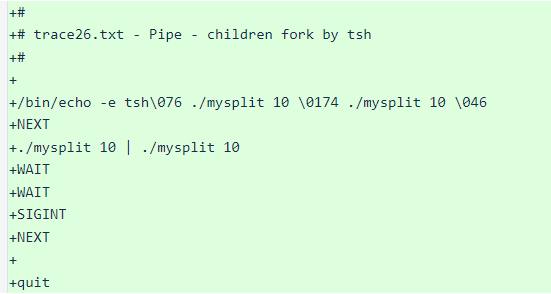 +#
+# trace26.txt - Pipe - children fork by tsh
+#
+
+/bin/echo -e tsh\076 ./mysplit 10 \0174 ./mysplit 10 \046
+NEXT
+./mysplit 10 | ./mysplit 10
+WAIT
+WAIT
+SIGINT
+NEXT
+
+quit